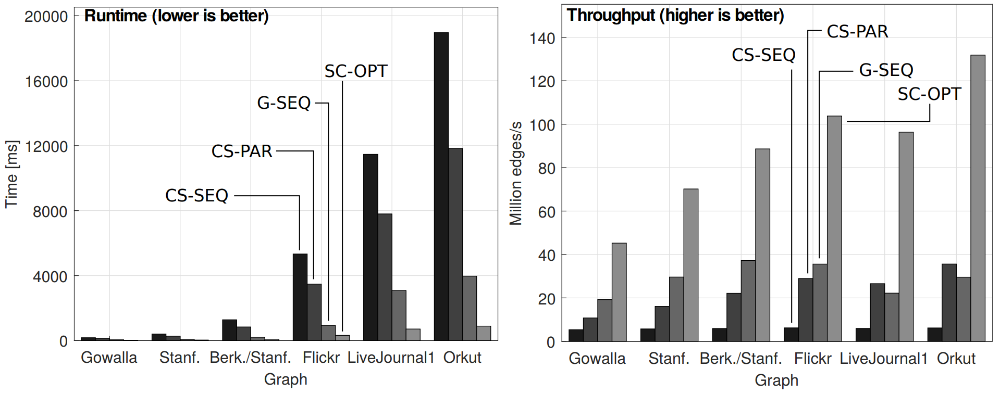 Runtime (lower is better)
20000
16000
12000
8000
4000
0
Time [ms]
SC-OPT
G-SEQ
CS-PAR
CS-SEQ
Gowalla Stanf. Berk./Stanf. Flickr LiveJournal1 Orkut
Graph
Throughput (higher is better)
140
120
100
80
60
40
20
0
Million edges/s
CS-PAR
CS-SEQ
G-SEQ
SC-OPT
Gowalla Stanf. Berk./Stanf. Flickr LiveJournal1 Orkut
Graph